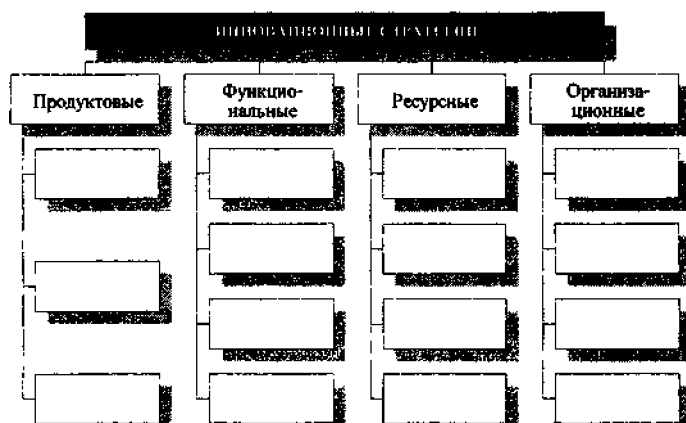 ИННОВАЦИОННЫЕ СТРАТЕГИИ
Продуктовые
Функцио-
нальные
Ресурсные
Организа-
ционные